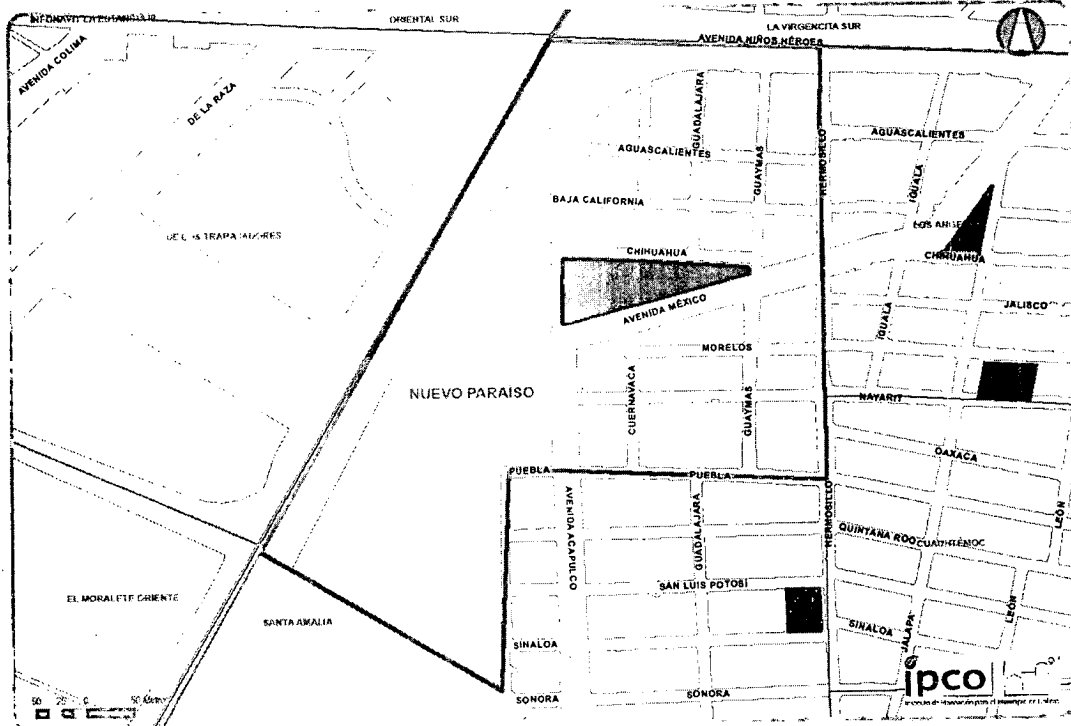 ORIENTAL SUR
LA VIRGENCITA SUR
AVENIDA NIÑOS HÉROES
AVENIDA COLIMA
DE LA RAZA
GUADALAJARA
AGUASCALIENTES
GUAYMAS
HERMOSILLO
AGUASCALIENTES
IGUALA
BAJA CALIFORNIA
CHIHUAHUA
CHIHUAHUA
AVENIDA MÉXICO
JALISCO
IGUALA
MORELOS
NUEVO PARAISO
CUERNAVACA
GUAYMAS
NAYARIT
OAXACA
PUEBLA
PUEBLA
AVENIDA ACAPULCO
GUADALAJARA
HERMOSILLO
LEÓN
QUINTANA ROO
CUAUHTÉMOC
SAN LUIS POTOSÍ
EL MORALETE ORIENTE
SANTA AMALIA
SINALOA
SINALOA
JALAPA
LEÓN
SONORA
SONORA
50 25 0 50
ipco